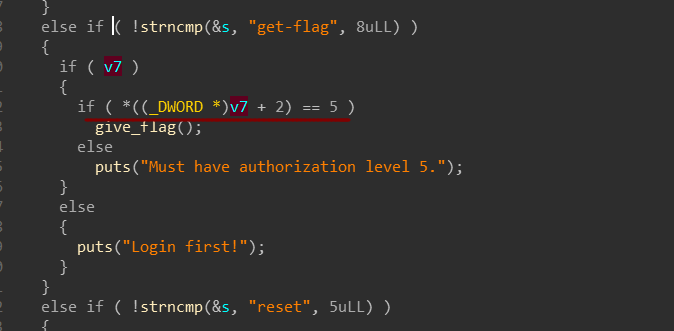 }
else if ( !strncmp(&s, "get-flag", 8uLL) )
{
if ( v7 )
{
if ( *((_DWORD *)v7 + 2) == 5 )
give_flag();
else
puts("Must have authorization level 5.");
}
else
{
puts("Login first!");
}
}
else if ( !strncmp(&s, "reset", 5uLL) )
{